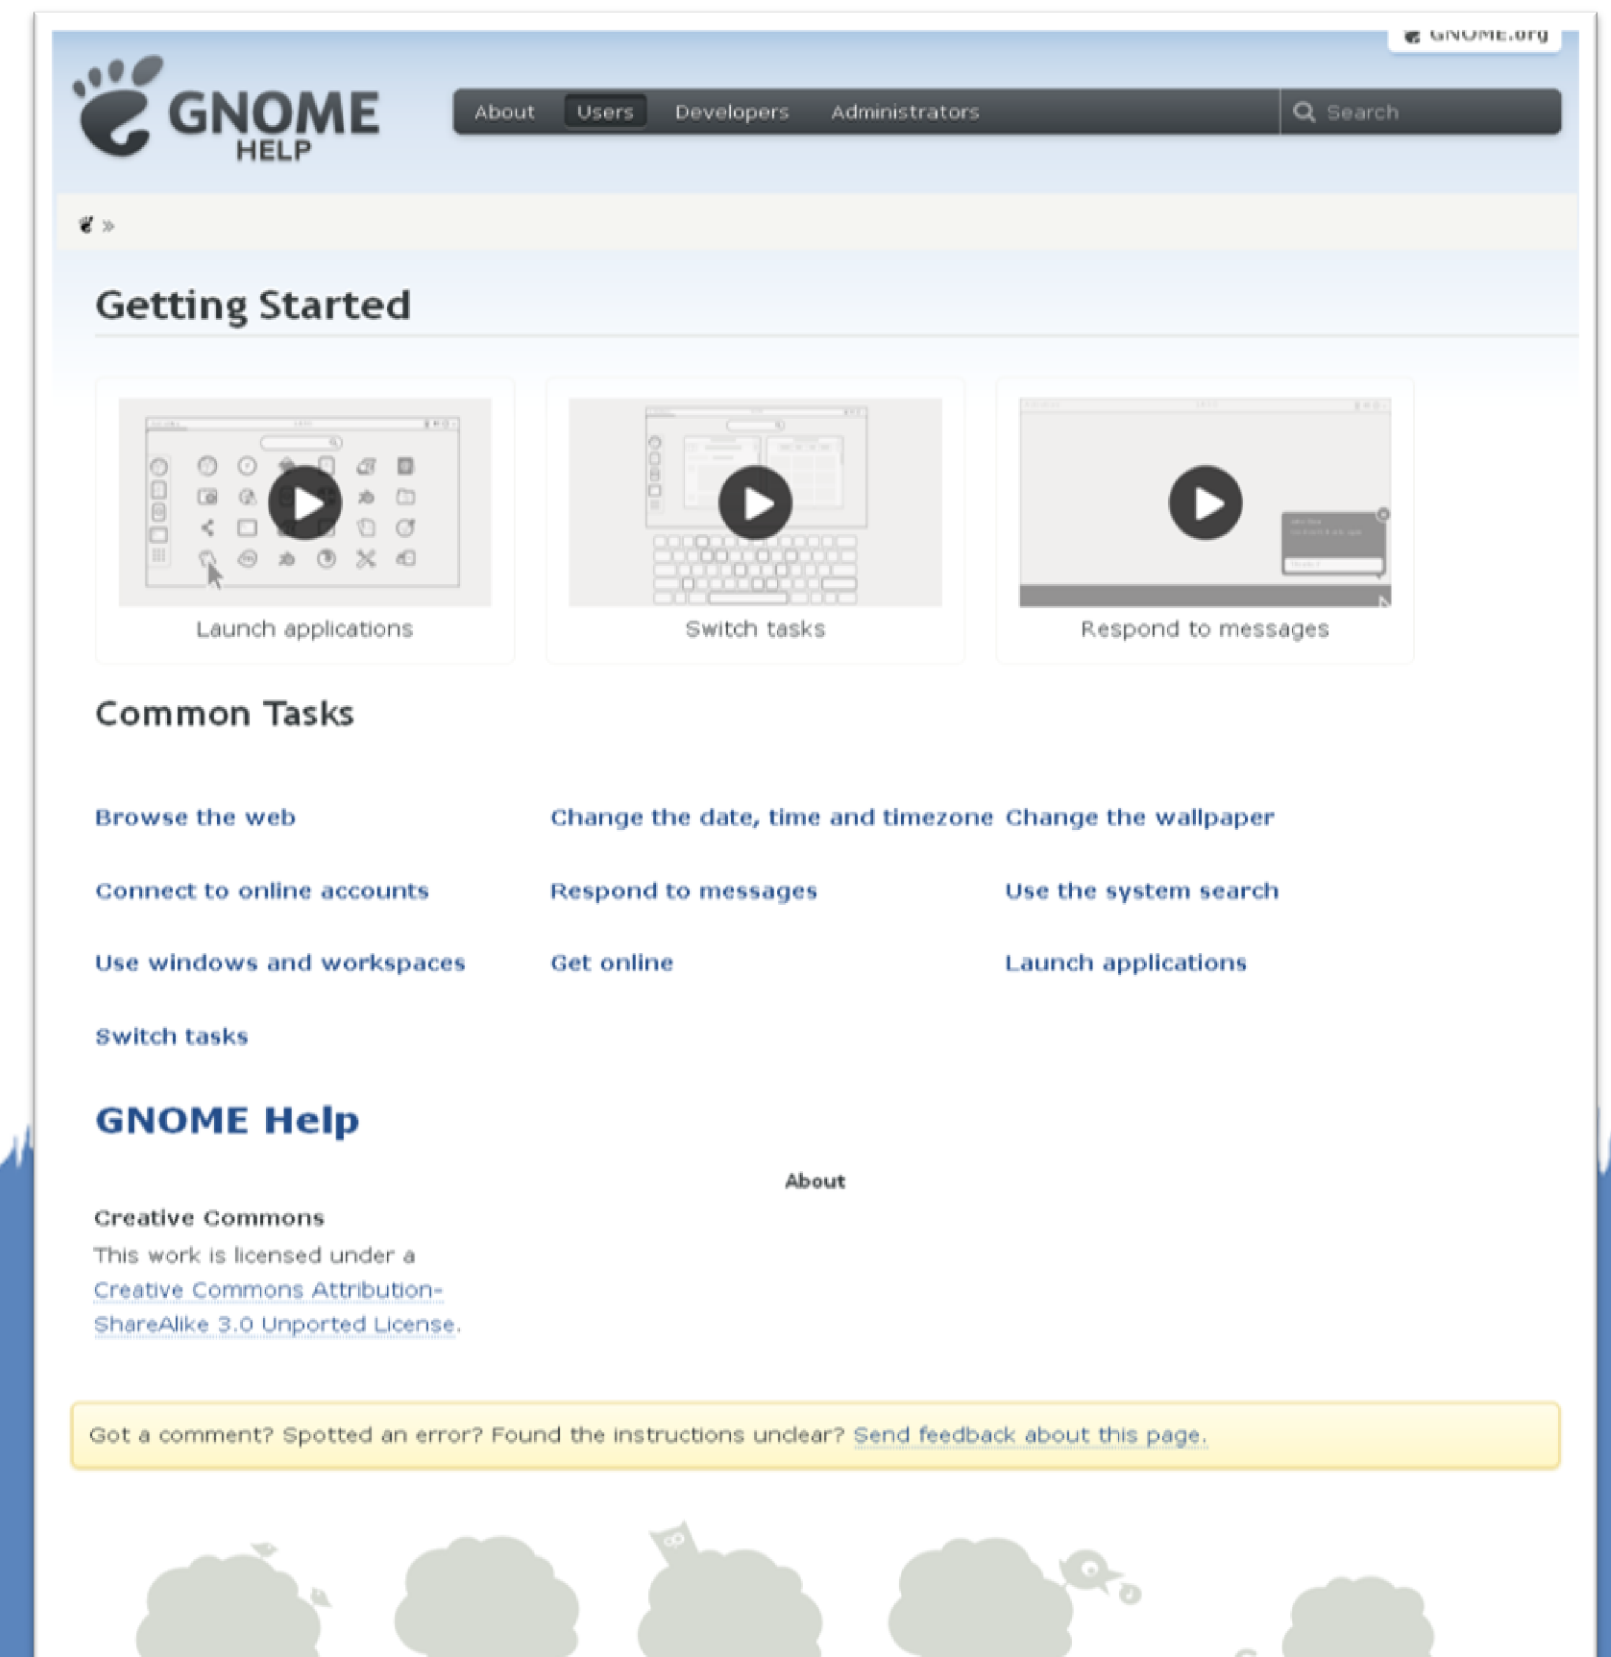 GNOME.org
GNOME
HELP
About Users Developers Administrators Search
»
Getting Started
Launch applications Switch tasks Respond to messages
Common Tasks
Browse the web Change the date, time and timezone Change the wallpaper
Connect to online accounts Respond to messages Use the system search
Use windows and workspaces Get online Launch applications
Switch tasks
GNOME Help
About
Creative Commons
This work is licensed under a
Creative Commons Attribution-
ShareAlike 3.0 Unported License.
Got a comment? Spotted an error? Found the instructions unclear? Send feedback about this page.